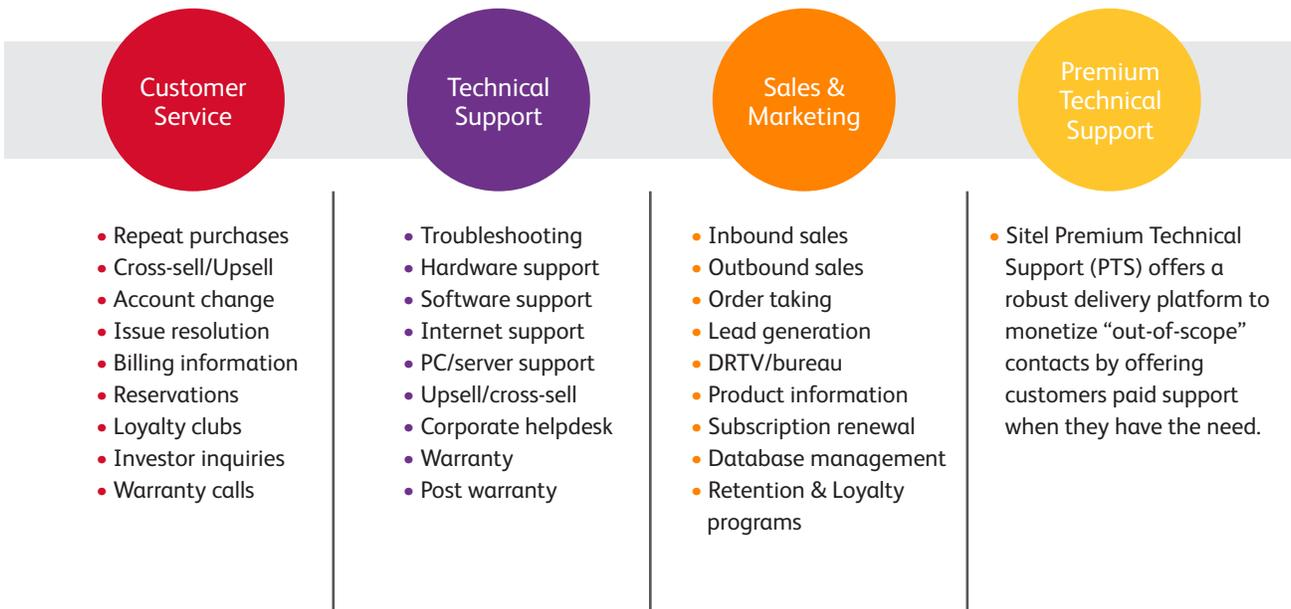 Customer
Service
Technical
Support
Sales &
Marketing
Premium
Technical
Support
• Repeat purchases
• Cross-sell/Upsell
• Account change
• Issue resolution
• Billing information
• Reservations
• Loyalty clubs
• Investor inquiries
• Warranty calls
• Troubleshooting
• Hardware support
• Software support
• Internet support
• PC/server support
• Upsell/cross-sell
• Corporate helpdesk
• Warranty
• Post warranty
• Inbound sales
• Outbound sales
• Order taking
• Lead generation
• DRTV/bureau
• Product information
• Subscription renewal
• Database management
• Retention & Loyalty
programs
• Sitel Premium Technical
Support (PTS) offers a
robust delivery platform to
monetize “out-of-scope”
contacts by offering
customers paid support
when they have the need.